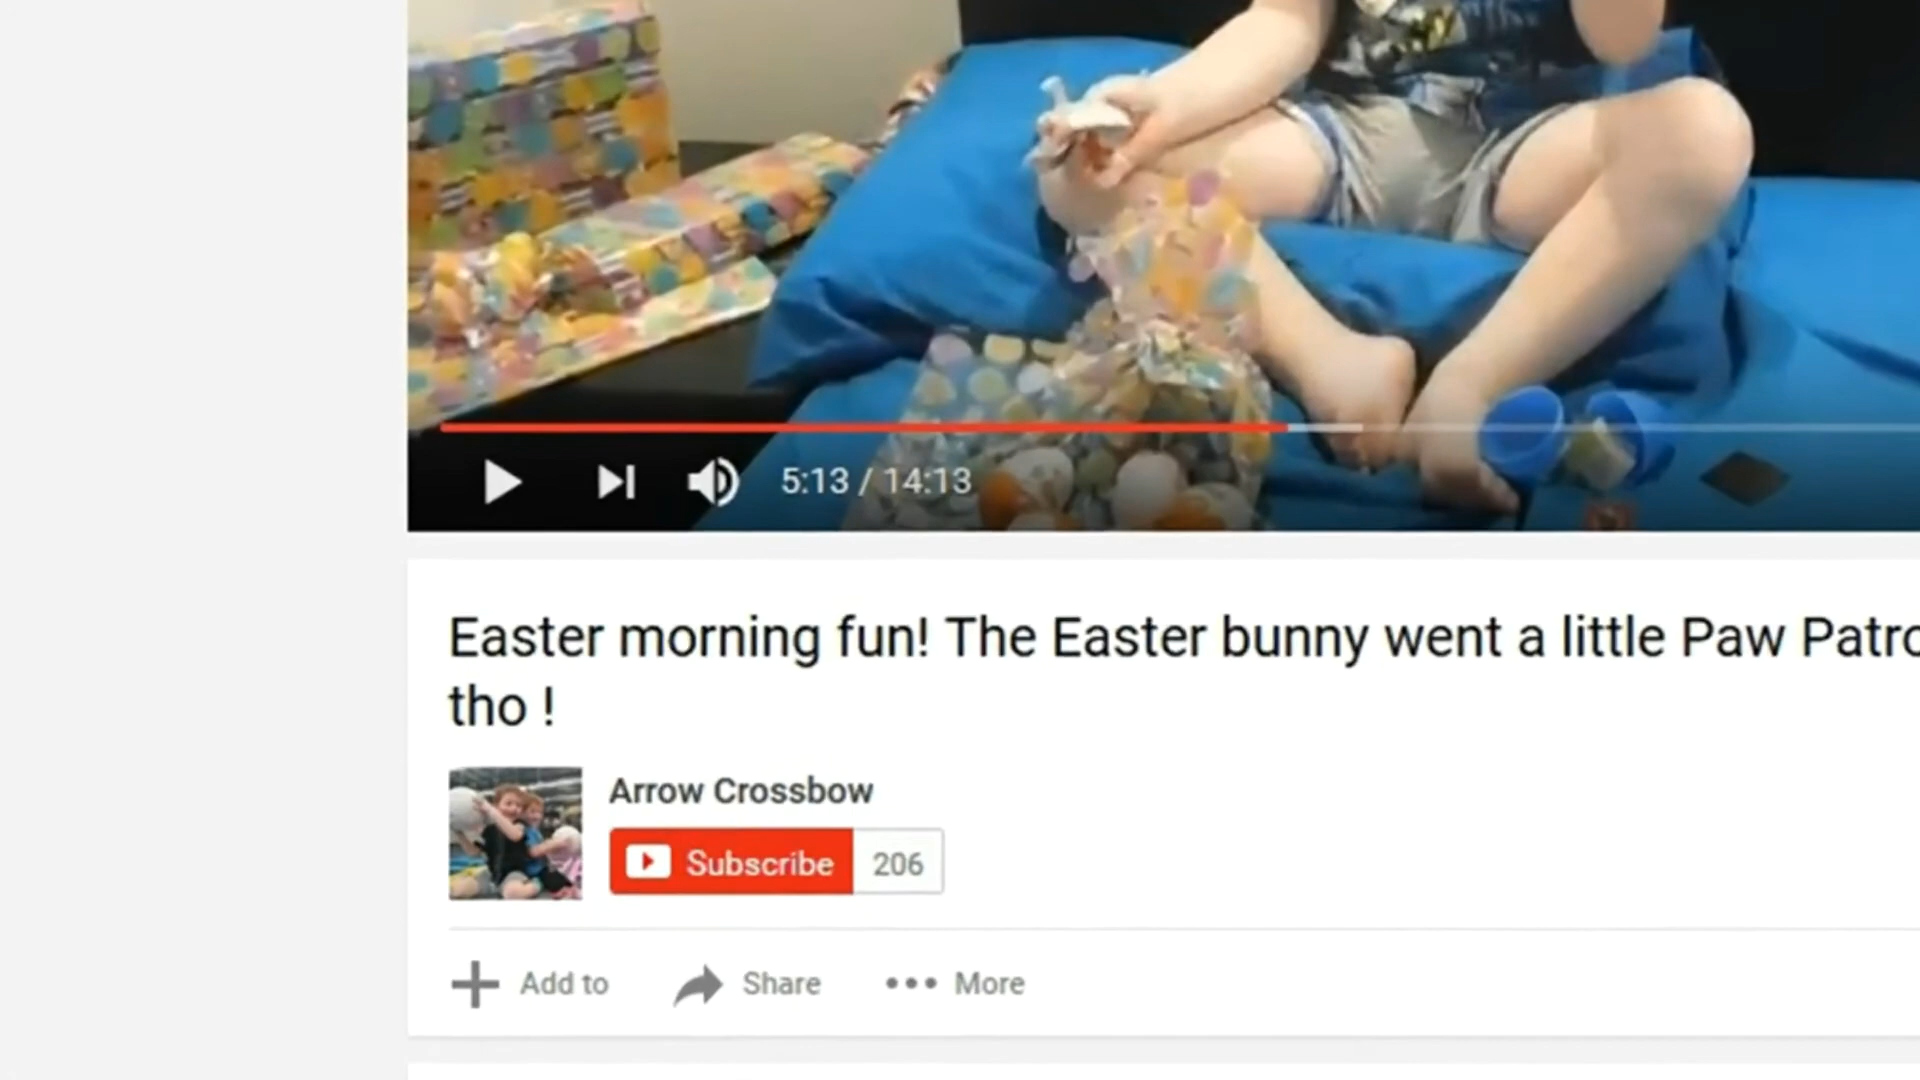 5:13 / 14:13
Easter morning fun! The Easter bunny went a little Paw Patro
tho !
Arrow Crossbow
Subscribe 206
Add to Share More